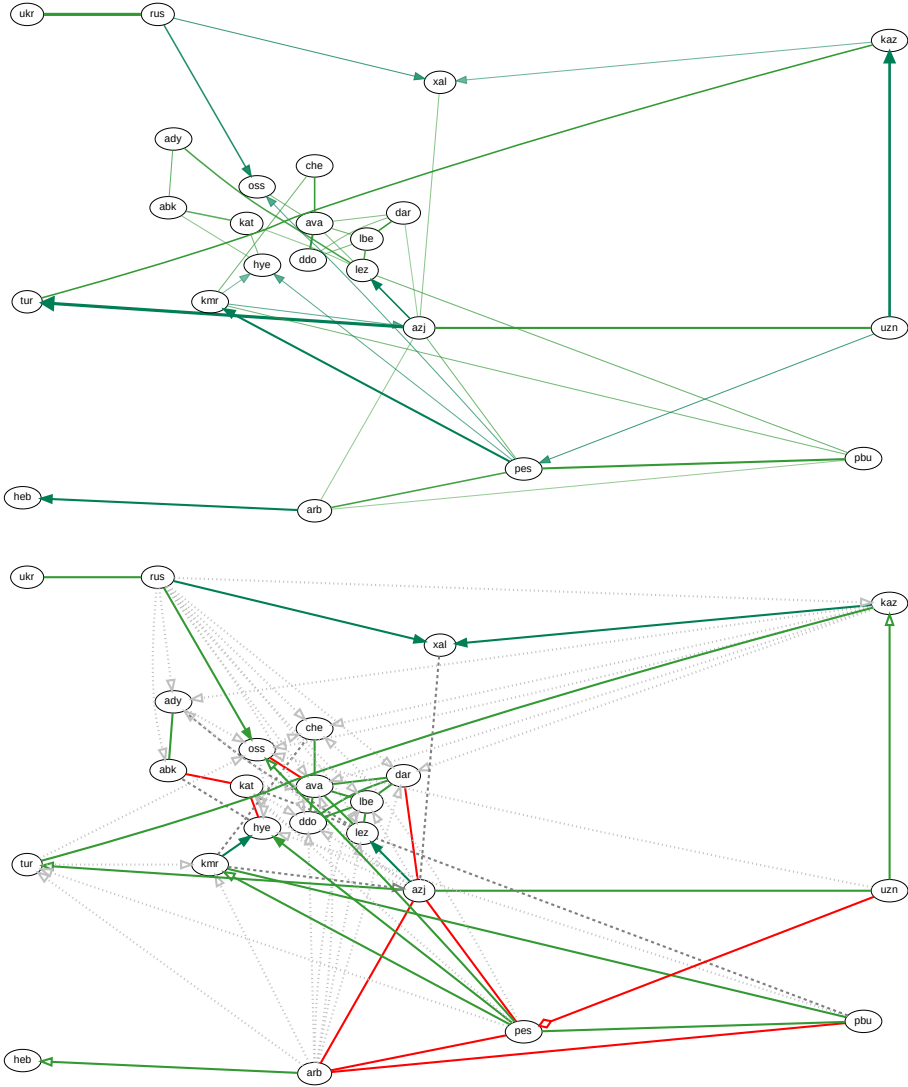 ukr rus
kaz
xal
ady
che
oss
abk kat ava dar
lbe
hye ddo lez
tur kmr
azj uzn
pes pbu
heb arb
ukr rus
kaz
xal
ady
che
oss
abk kat ava dar
lbe
hye ddo lez
tur kmr
azj uzn
pes pbu
heb arb